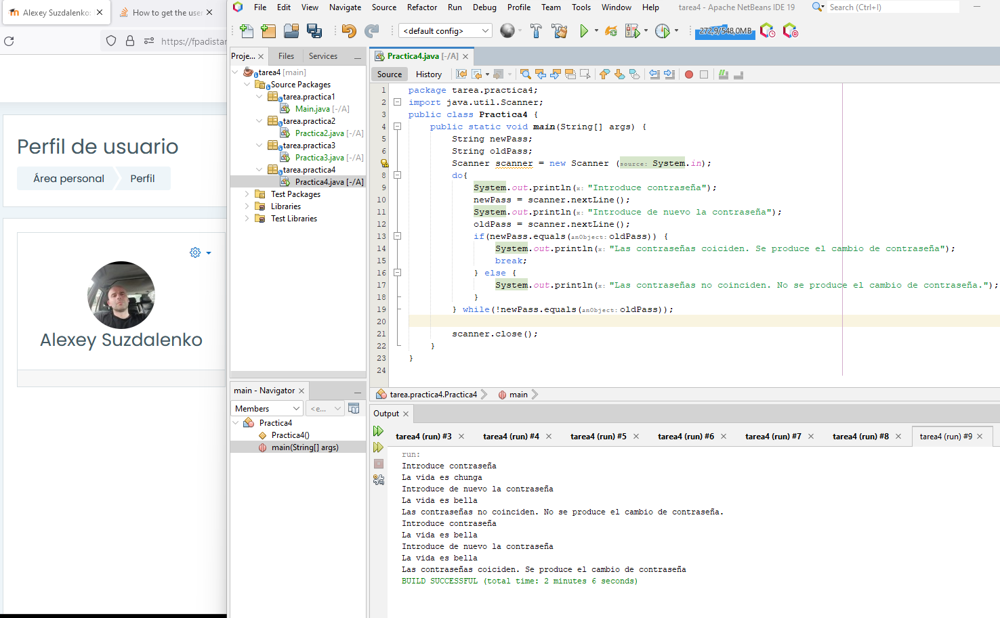 Alexey Suzdalenko:
How to get the use
https://fpadistar
Perfil de usuario
Área personal
Perfil
Alexey Suzdalenko
File Edit View Navigate Source Refactor Run Debug Profile Team Tools Window Help
tarea4 - Apache NetBeans IDE 19
Search (Ctrl+I)
<default config>
272,9/548,0MB
Proje... Files Services
tarea4 [main]
Source Packages
tarea.practica1
Main.java [-/A]
tarea.practica2
Practica2.java [-/A]
tarea.practica3
Practica3.java [-/A]
tarea.practica4
Practica4.java [-/A]
Test Packages
Libraries
Test Libraries
main - Navigator
Members
<e...
Practica4
Practica4()
main(String[] args)
Practica4.java [-/A]
Source History
1 package tarea.practica4;
2 import java.util.Scanner;
3 public class Practica4 {
4 public static void main(String[] args) {
5 String newPass;
6 String oldPass;
Scanner scanner = new Scanner (source: System.in);
8 do{
9 System.out.println(x: "Introduce contraseña");
10 newPass = scanner.nextLine();
11 System.out.println(x: "Introduce de nuevo la contraseña");
12 oldPass = scanner.nextLine();
13 if(newPass.equals(anObject: oldPass)) {
14 System.out.println(x: "Las contraseñas coiciden. Se produce el cambio de contraseña");
15 break;
16 } else {
17 System.out.println(x: "Las contraseñas no coinciden. No se produce el cambio de contraseña.");
18 }
19 } while(!newPass.equals(anObject: oldPass));
20
21 scanner.close();
22 }
23 }
24
tarea.practica4.Practica4 main
Output
tarea4 (run) #3 tarea4 (run) #4 tarea4 (run) #5 tarea4 (run) #6 tarea4 (run) #7 tarea4 (run) #8 tarea4 (run) #9
run:
Introduce contraseña
La vida es chunga
Introduce de nuevo la contraseña
La vida es bella
Las contraseñas no coinciden. No se produce el cambio de contraseña.
Introduce contraseña
La vida es bella
Introduce de nuevo la contraseña
La vida es bella
Las contraseñas coiciden. Se produce el cambio de contraseña
BUILD SUCCESSFUL (total time: 2 minutes 6 seconds)